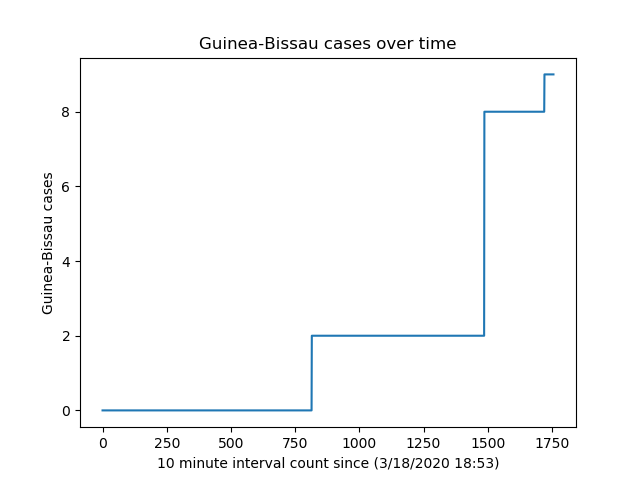 Guinea-Bissau cases over time
8
6
4
2
0
Guinea-Bissau cases
0 250 500 750 1000 1250 1500 1750
10 minute interval count since (3/18/2020 18:53)